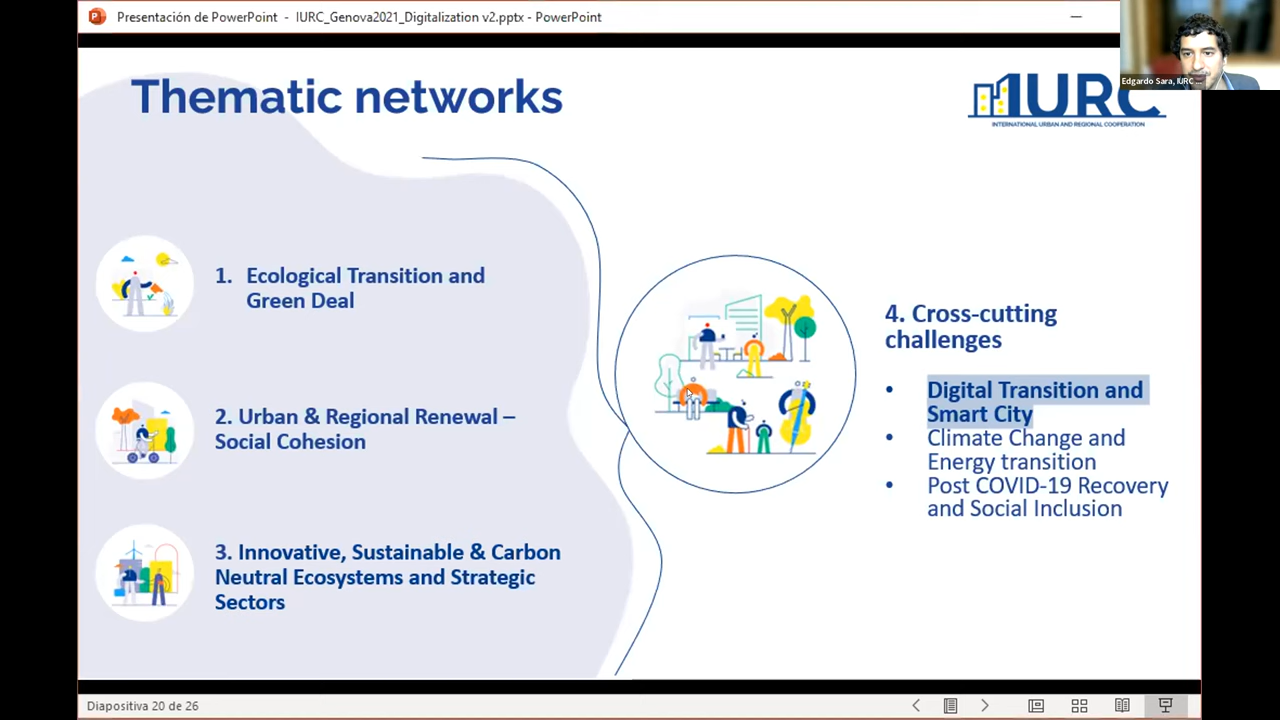 Presentación de PowerPoint - IURC_Genova2021_Digitalization v2.pptx - PowerPoint
Edgardo Sara, IURC ...
Thematic networks
IURC
INTERNATIONAL URBAN AND REGIONAL COOPERATION
1. Ecological Transition and
Green Deal
2. Urban & Regional Renewal –
Social Cohesion
3. Innovative, Sustainable & Carbon
Neutral Ecosystems and Strategic
Sectors
4. Cross-cutting
challenges
• Digital Transition and
Smart City
• Climate Change and
Energy transition
• Post COVID-19 Recovery
and Social Inclusion
Diapositiva 20 de 26